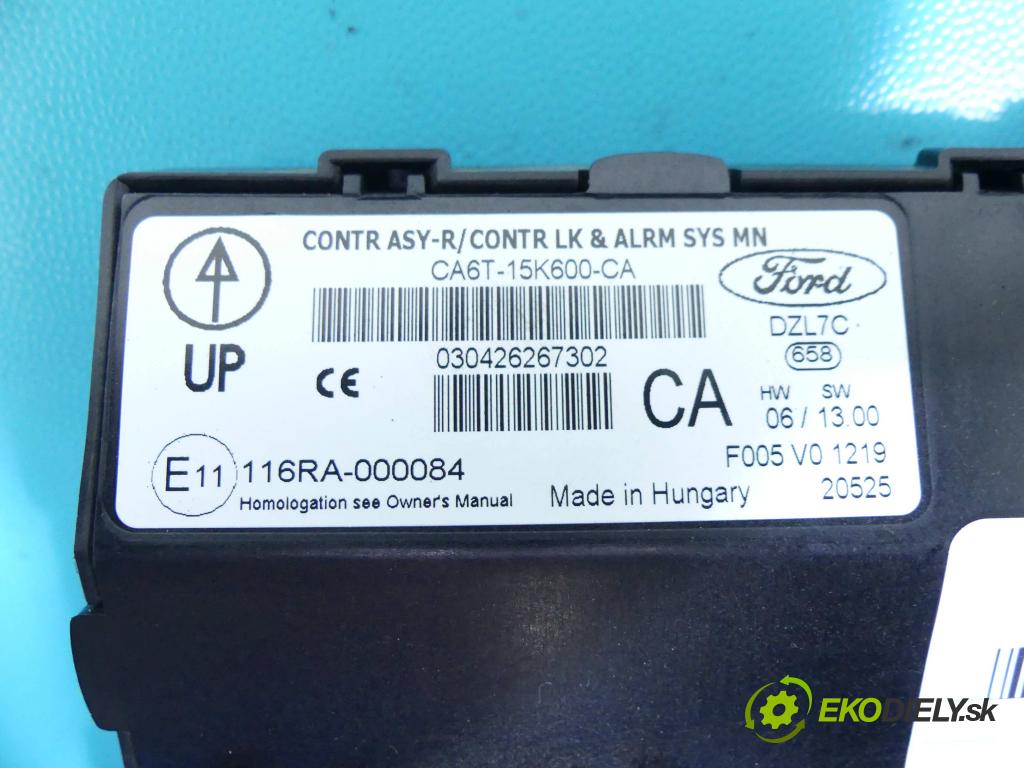 CONTR ASY-R/CONTR LK & ALRM SYS MN
CA6T-15K600-CA
Ford
UP
DZL7C
658
030426267302
CE
CA
HW SW
06 / 13.00
E11 116RA-000084
F005 V0 1219
Homologation see Owner's Manual
Made in Hungary
20525
EKODIELY.sk